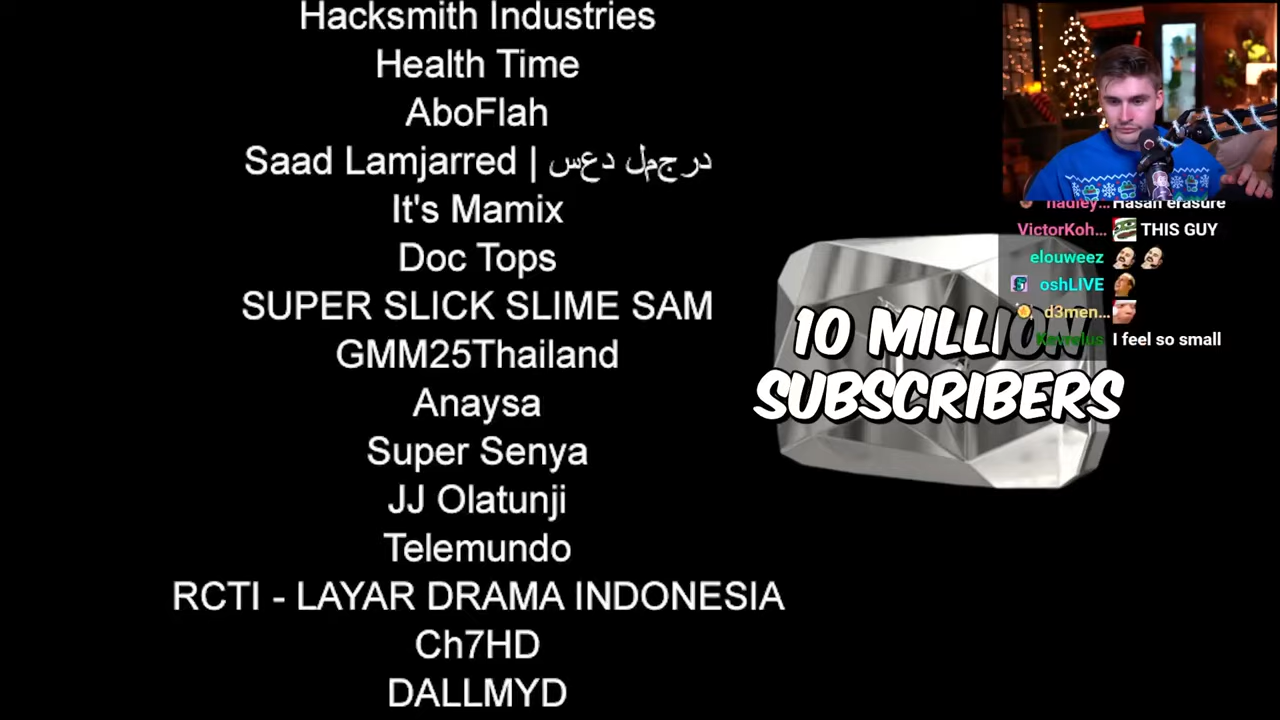 Hacksmith Industries
Health Time
AboFlah
Saad Lamjarred | سعد لمجرد
It's Mamix
Doc Tops
SUPER SLICK SLIME SAM
GMM25Thailand
Anaysa
Super Senya
JJ Olatunji
Telemundo
RCTI - LAYAR DRAMA INDONESIA
Ch7HD
DALLMYD
10 MILLION
SUBSCRIBERS
hadley… Hasan erasure
VictorKoh… THIS GUY
elouweez
oshLIVE
d3men…
I feel so small